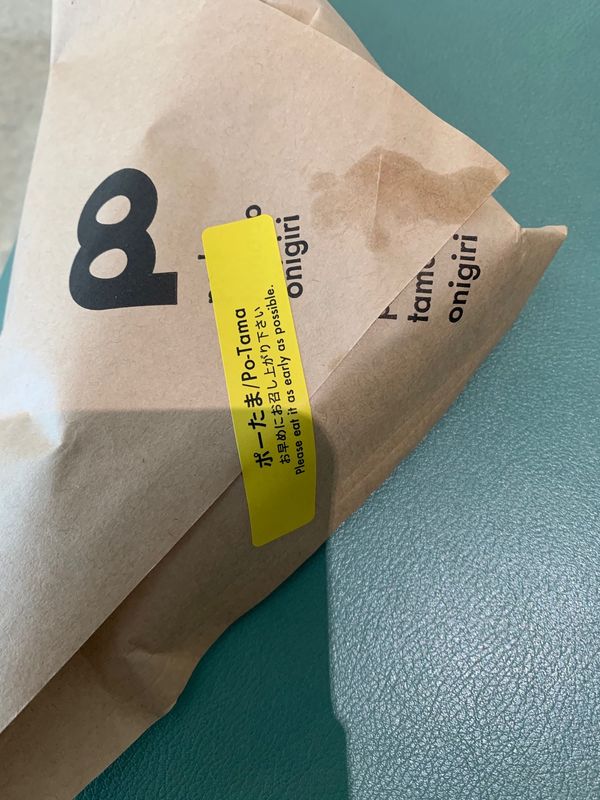 onigiri
ポーたま/Po-Tama
お早めにお召し上がり下さい
Please eat it as early as possible.
onigiri